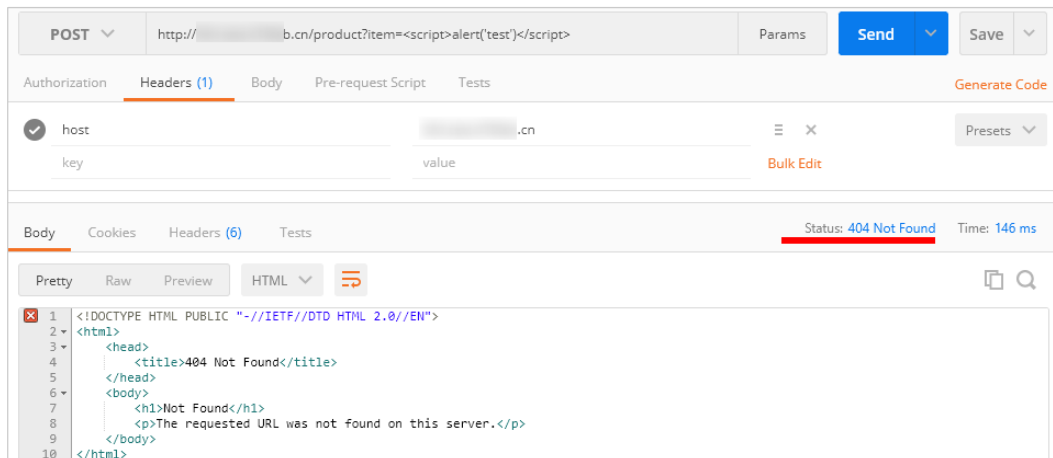 POST http:// b.cn/product?item=<script>alert('test')</script> Params Send Save
Authorization Headers (1) Body Pre-request Script Tests Generate Code
host .cn Presets
key value Bulk Edit
Body Cookies Headers (6) Tests Status: 404 Not Found Time: 146 ms
Pretty Raw Preview HTML
1 <!DOCTYPE HTML PUBLIC "-//IETF//DTD HTML 2.0//EN">
2 <html>
3 <head>
4 <title>404 Not Found</title>
5 </head>
6 <body>
7 <h1>Not Found</h1>
8 <p>The requested URL was not found on this server.</p>
9 </body>
10 </html>